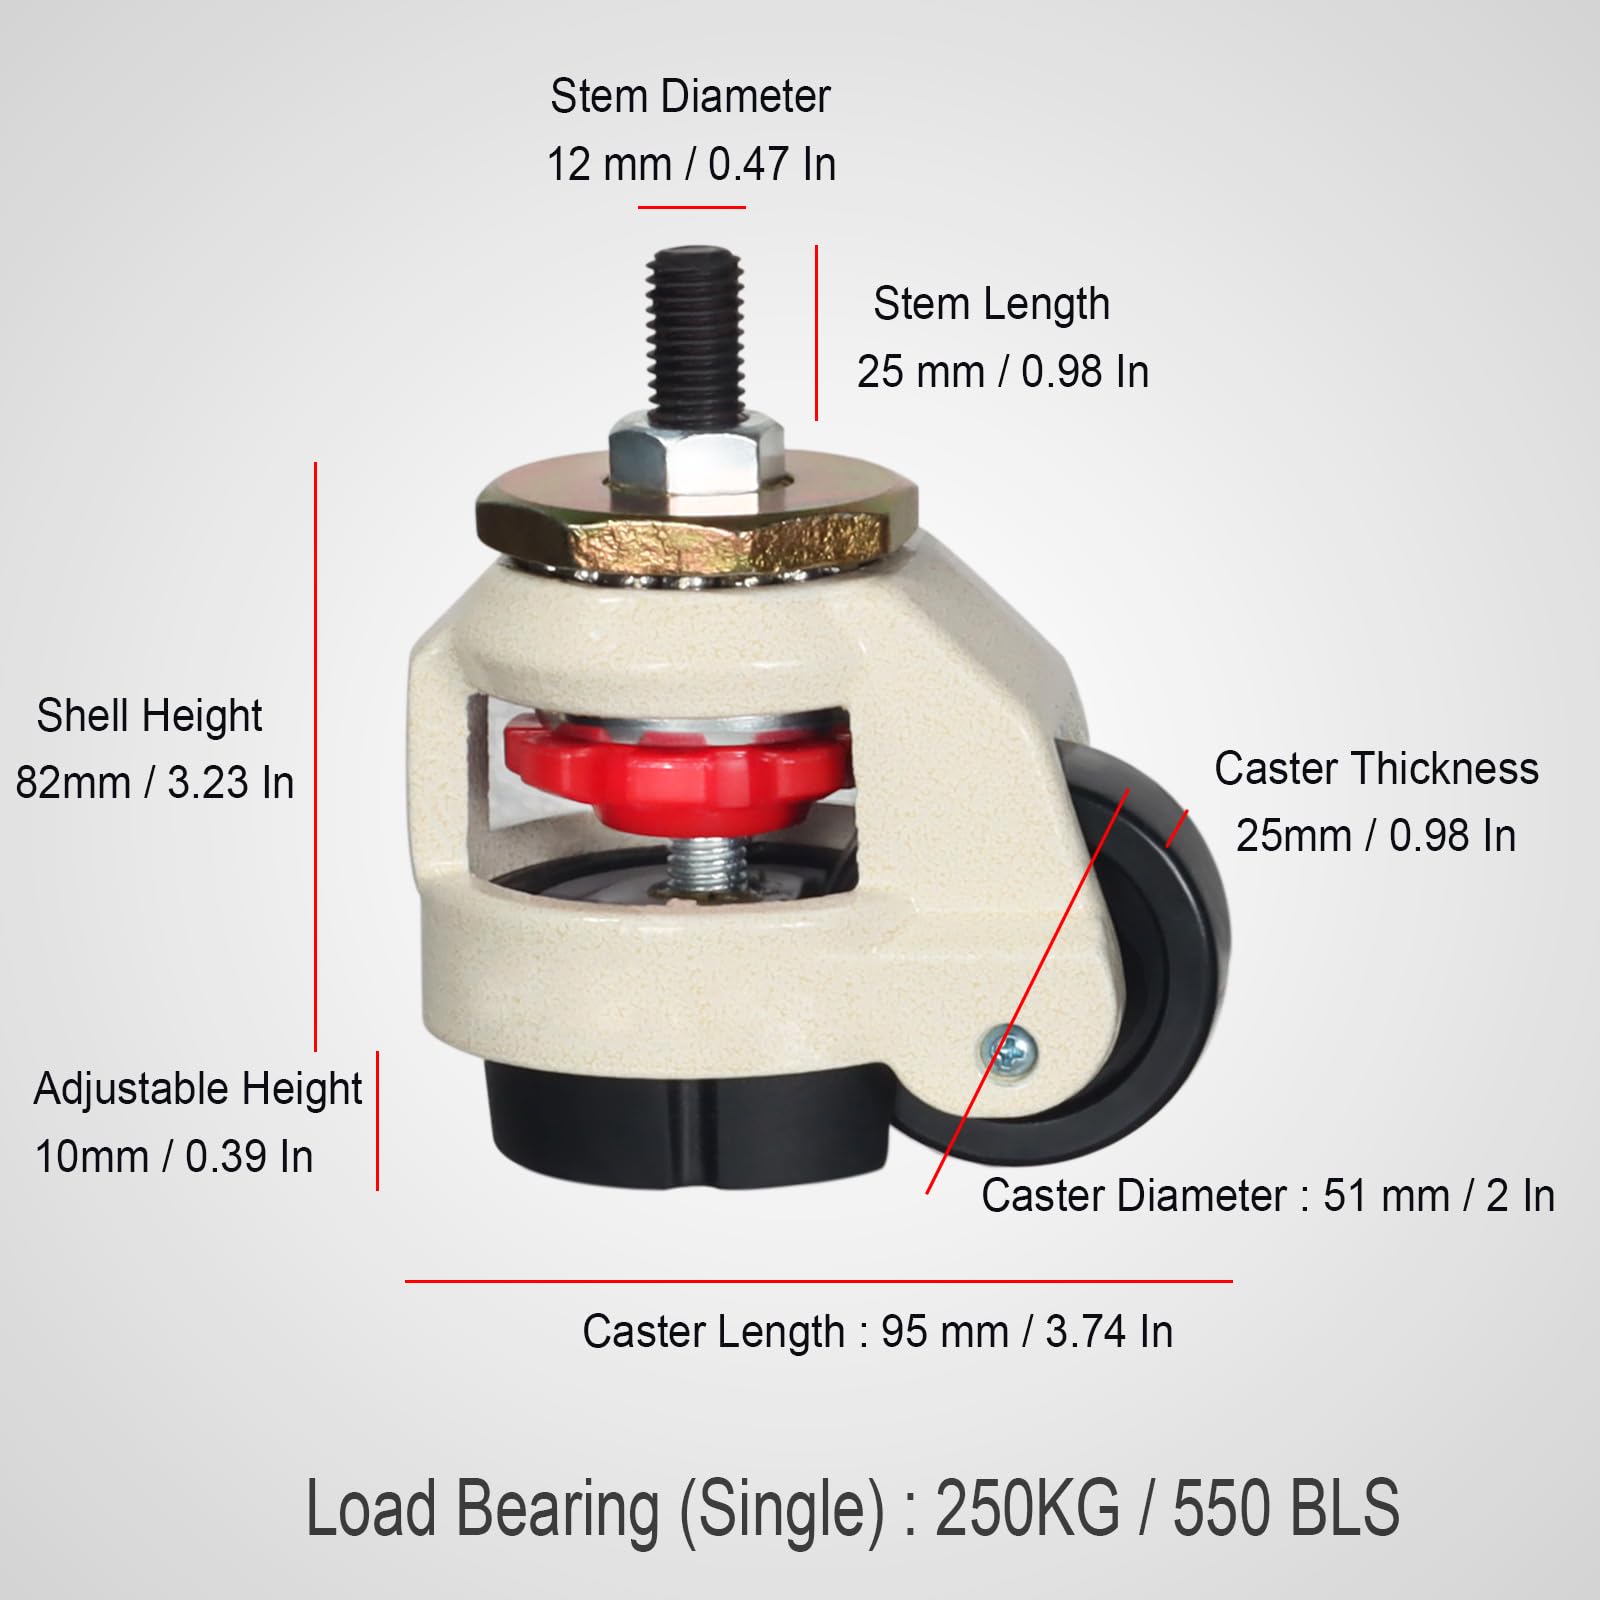 Stem Diameter
12 mm / 0.47 In
Stem Length
25 mm / 0.98 In
Shell Height
82mm / 3.23 In
Caster Thickness
25mm / 0.98 In
Adjustable Height
10mm / 0.39 In
Caster Diameter : 51 mm / 2 In
Caster Length : 95 mm / 3.74 In
Load Bearing (Single) : 250KG / 550 BLS